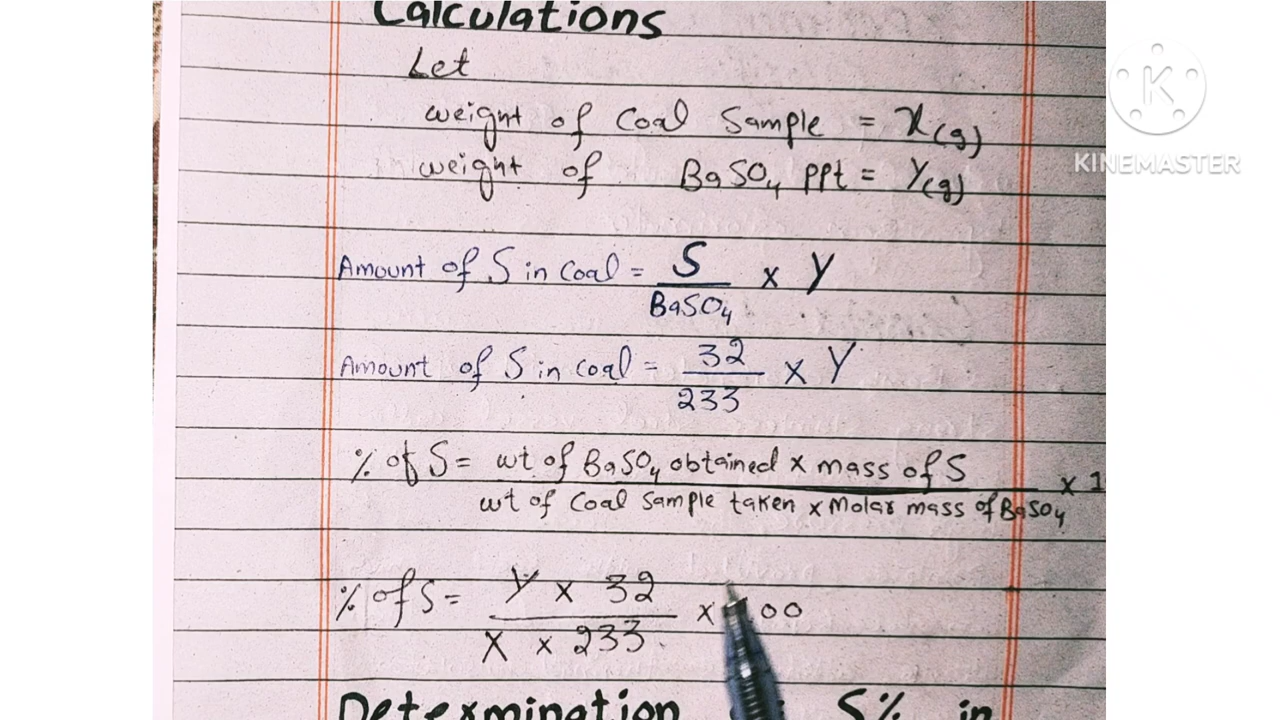 Calculations
Let
weight of Coal Sample = x(g)
weight of BaSO₄ ppt = Y(g)
Amount of S in Coal = S / BaSO₄ × Y
Amount of S in coal = 32 / 233 × Y
% of S = wt of BaSO₄ obtained × mass of S
wt of Coal Sample taken × Molar mass of BaSO₄ × 1
% of S = Y × 32 / X × 233 × 100
Determination S% in
K
KINEMASTER